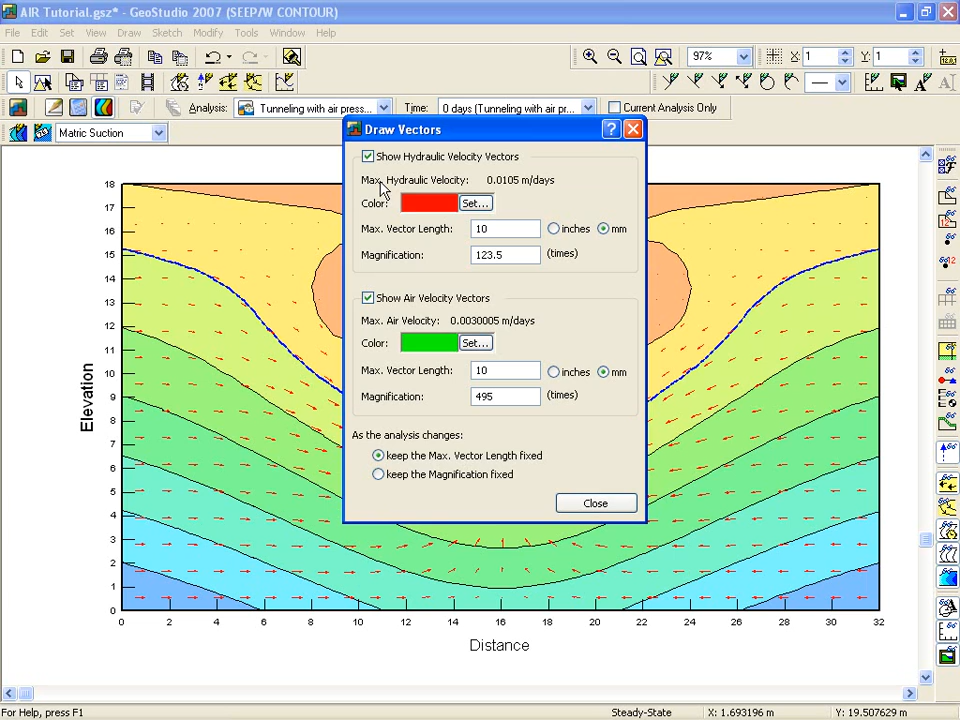 AIR Tutorial.gsz* - GeoStudio 2007 (SEEP/W CONTOUR)
File Edit Set View Draw Sketch Modify Tools Window Help
97% X: 1 Y: 1
Analysis: Tunneling with air press... Time: 0 days (Tunneling with air pr... Current Analysis Only
Matric Suction
Draw Vectors
Show Hydraulic Velocity Vectors
Max. Hydraulic Velocity: 0.0105 m/days
Color: Set...
Max. Vector Length: 10 inches mm
Magnification: 123.5 (times)
Show Air Velocity Vectors
Max. Air Velocity: 0.0030005 m/days
Color: Set...
Max. Vector Length: 10 inches mm
Magnification: 495 (times)
As the analysis changes:
keep the Max. Vector Length fixed
keep the Magnification fixed
Close
Elevation
18
17
16
15
14
13
12
11
10
9
8
7
6
5
4
3
2
1
0
0 2 4 6 8 10 12 14 16 18 20 22 24 26 28 30 32
Distance
For Help, press F1 Steady-State X: 1.693196 m Y: 19.507629 m